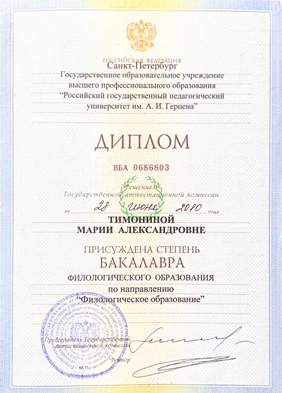 РОССИЙСКАЯ ФЕДЕРАЦИЯ
Санкт-Петербург
Государственное образовательное учреждение
высшего профессионального образования
“Российский государственный педагогический
университет им. А. И. Герцена”
ДИПЛОМ
ВБА 0686803
Решением
Государственной аттестационной комиссии
от 28 июня 2010 года
ТИМОНИНОЙ
МАРИИ АЛЕКСАНДРОВНЕ
ПРИСУЖДЕНА СТЕПЕНЬ
БАКАЛАВРА
ФИЛОЛОГИЧЕСКОГО ОБРАЗОВАНИЯ
по направлению
“Филологическое образование”
Председатель Государственной
аттестационной комиссии
Ректор